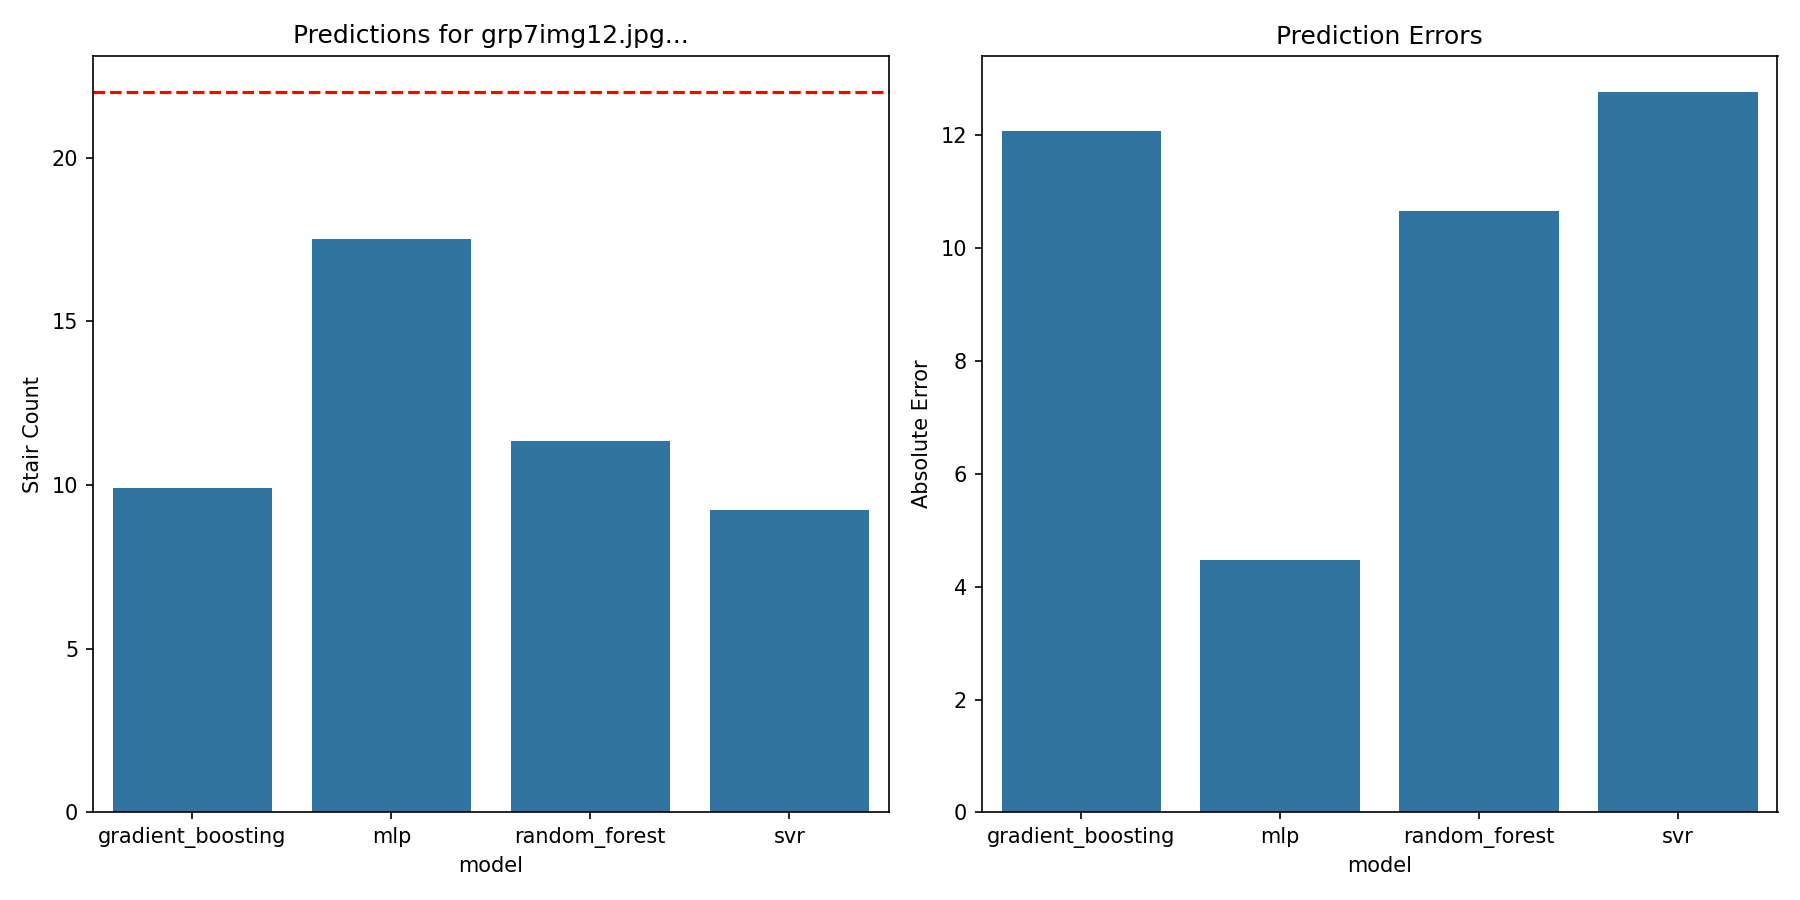 Predictions for grp7img12.jpg...
Stair Count
20
15
10
5
0
gradient_boosting
mlp
random_forest
svr
model
Prediction Errors
Absolute Error
12
10
8
6
4
2
0
gradient_boosting
mlp
random_forest
svr
model